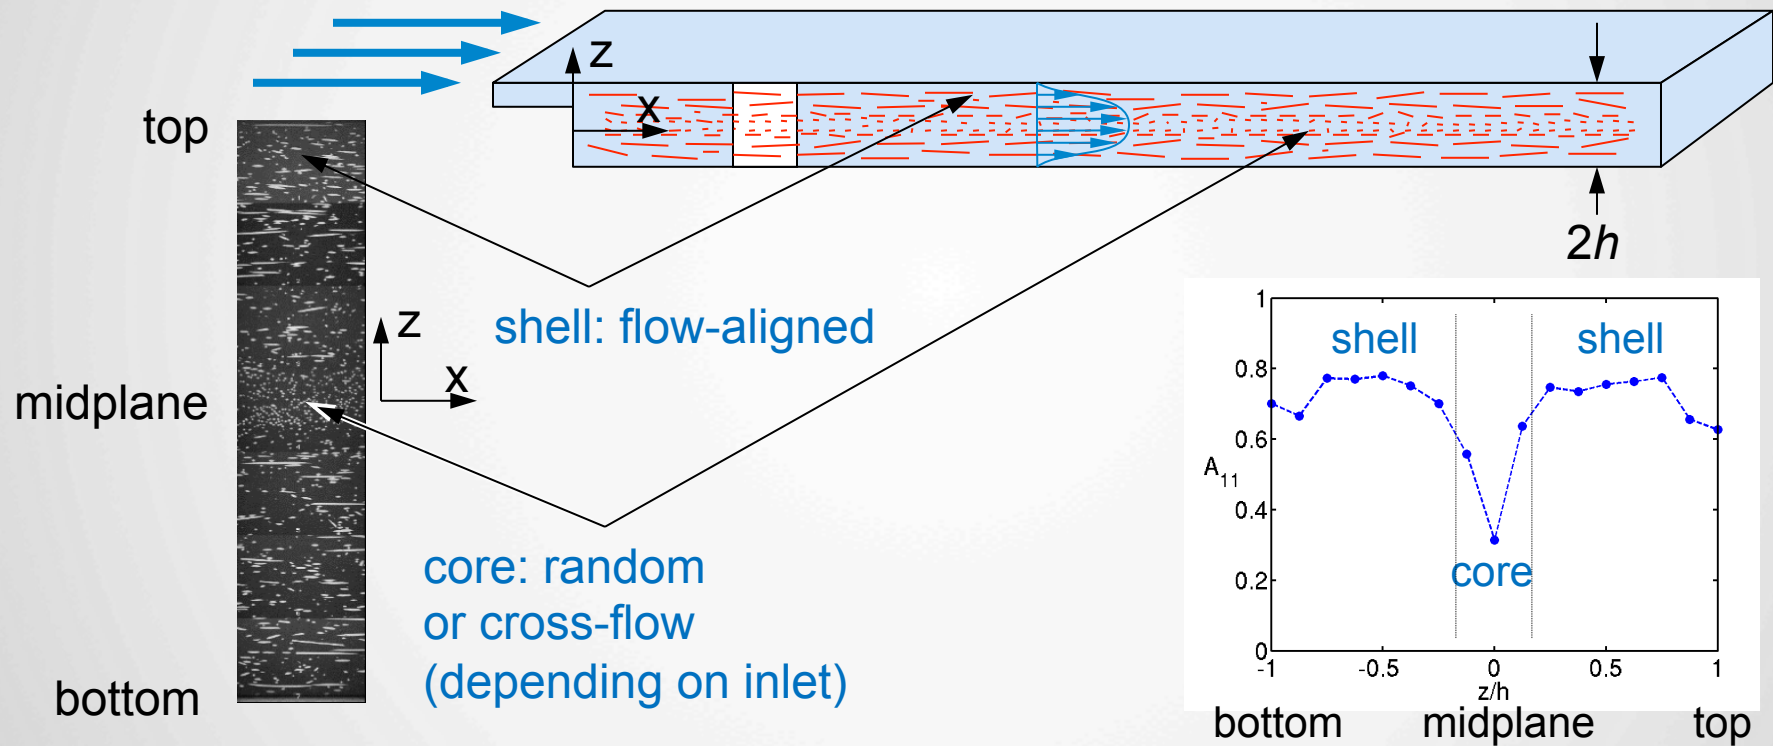 z
x
top
2h
z
shell: flow-aligned
x
midplane
core: random
or cross-flow
(depending on inlet)
bottom
1
shell
shell
0.8
0.6
A11
0.4
core
0.2
0
-1
-0.5
0
0.5
1
z/h
bottom
midplane
top